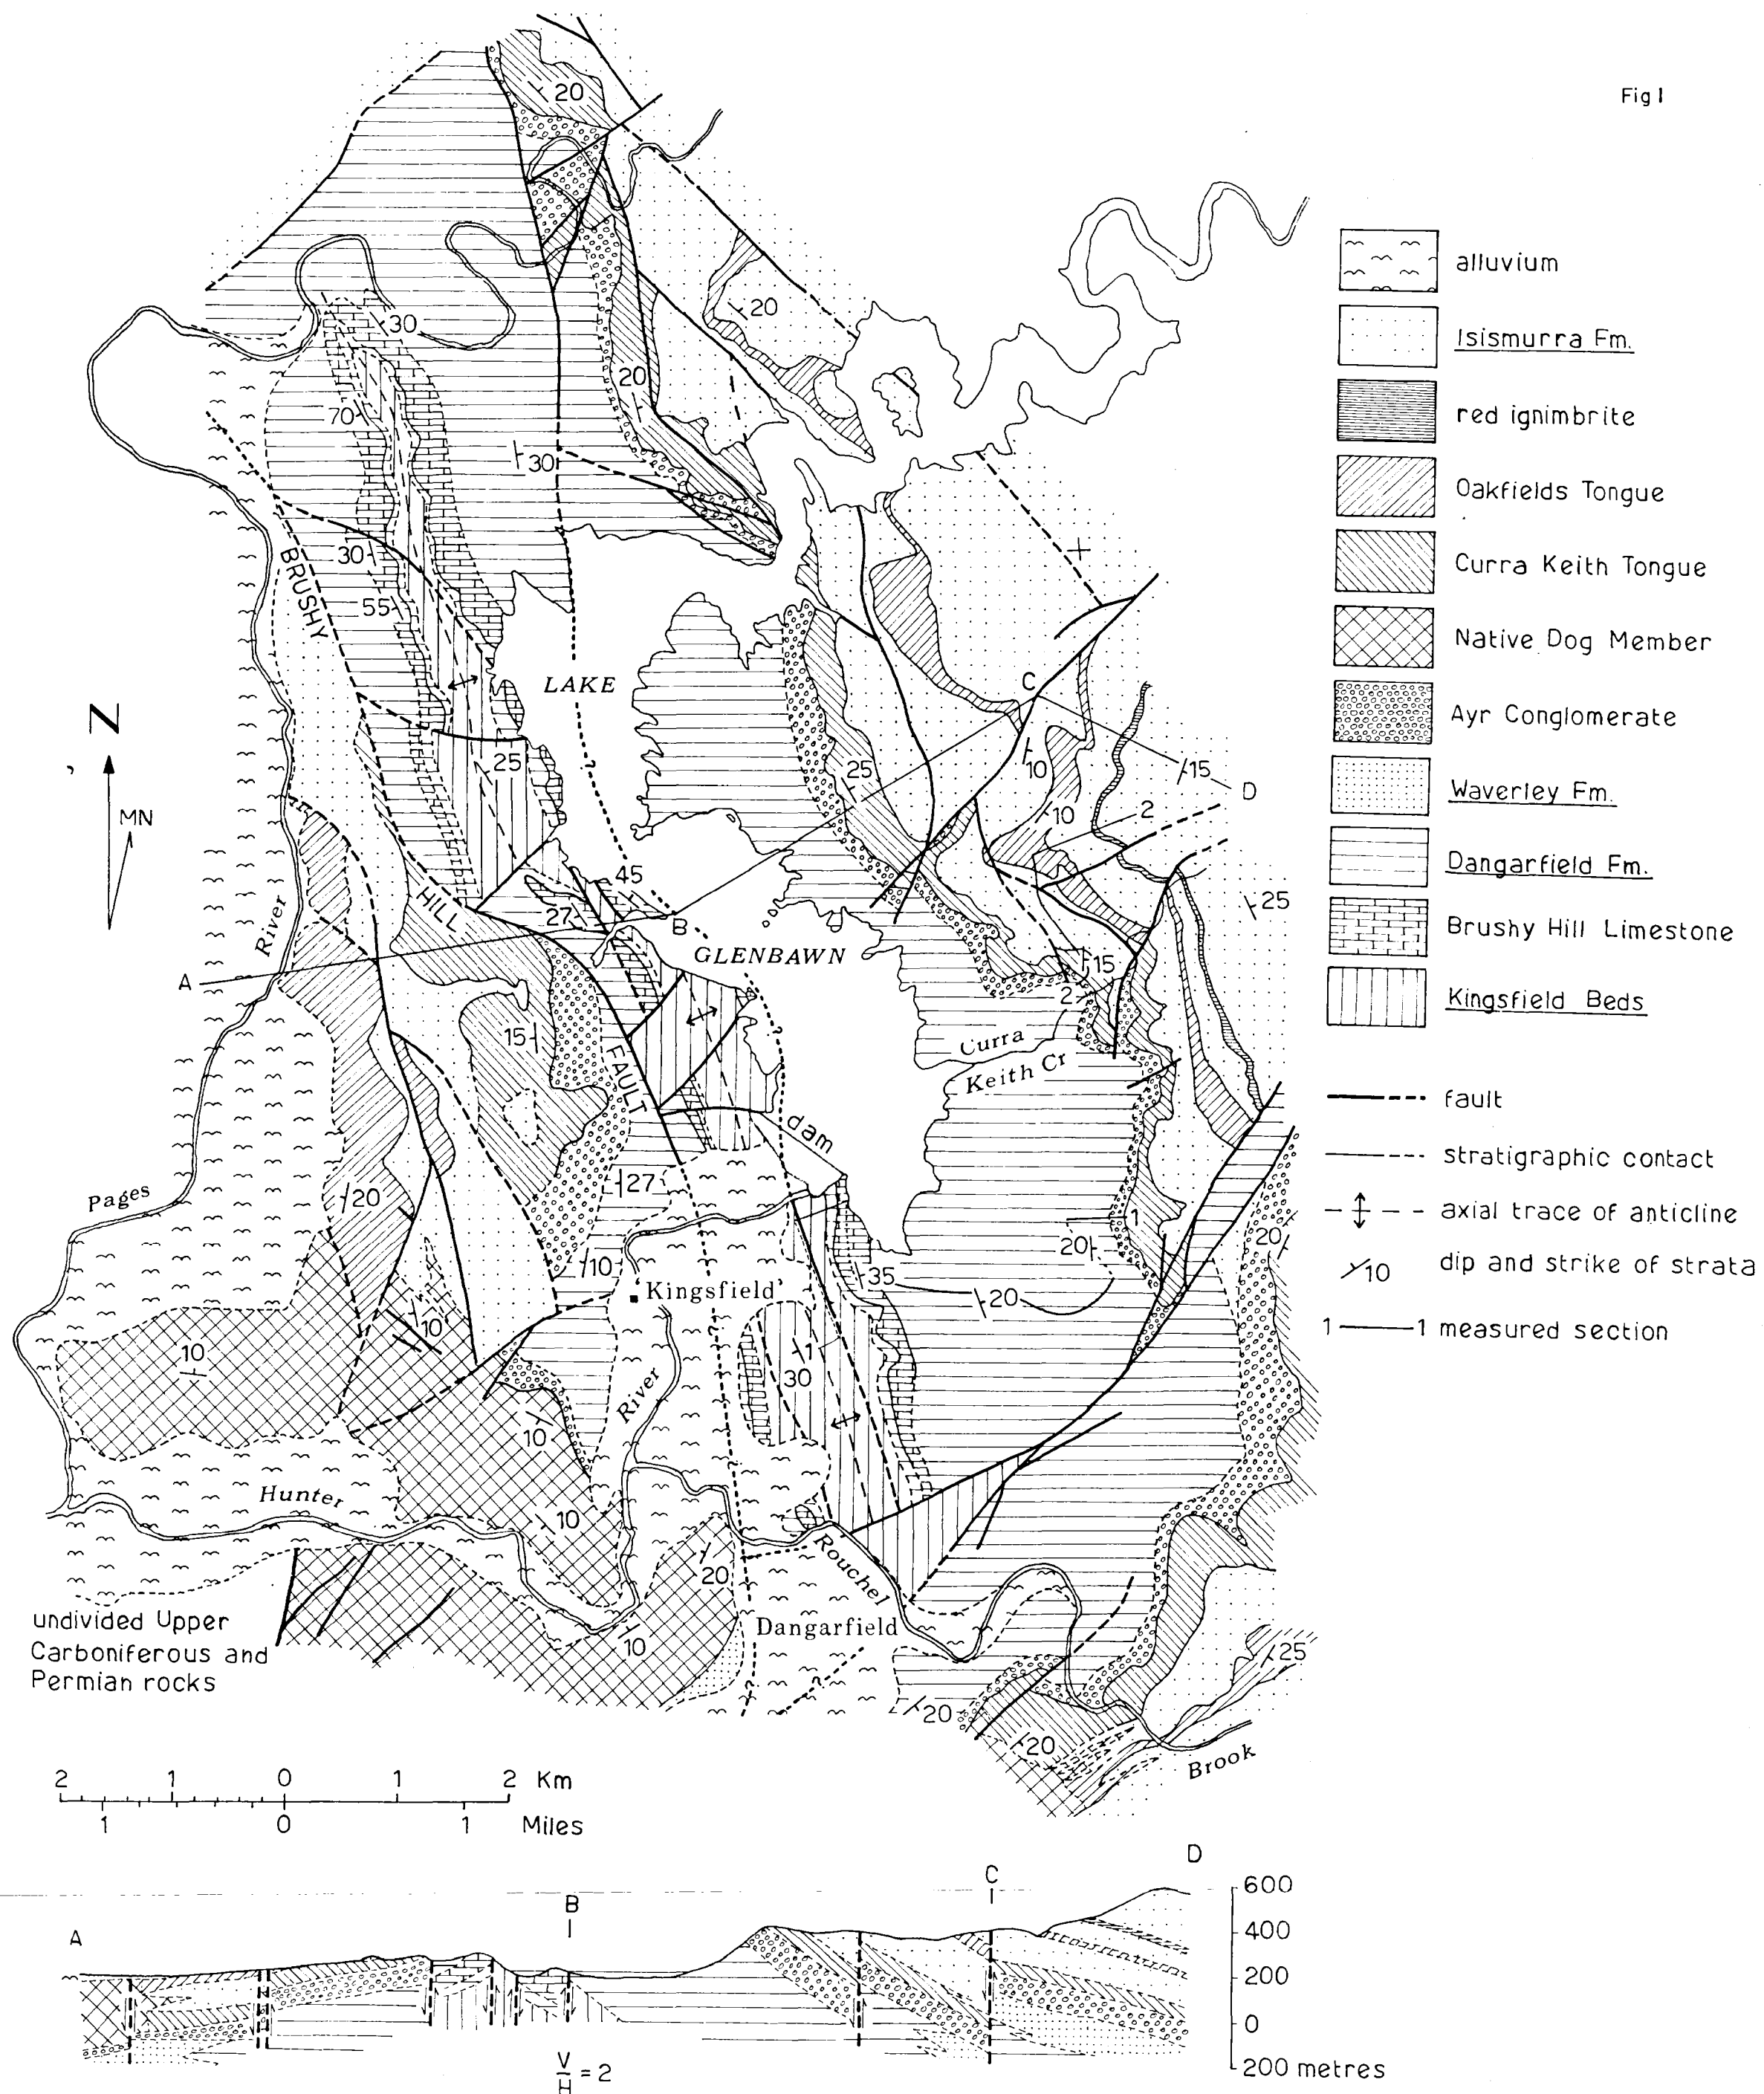 Fig 1
20
30
20
20
70
30
30
55
BRUSHY
LAKE
C
25
25
10
15
D
10
2
N
MN
HILL
45
27
B
25
River
A
GLENBAWN
15
2
15
FAULT
Curra
Keith Cr
dam
Pages
20
27
1
20
20
10
Kingsfield
35
20
10
10
1
30
River
10
Hunter
10
20
Rouchel
Dangarfield
10
undivided Upper
Carboniferous and
Permian rocks
25
20
20
Brook
alluvium
Isismurra Fm.
red ignimbrite
Oakfields Tongue
Curra Keith Tongue
Native Dog Member
Ayr Conglomerate
Waverley Fm.
Dangarfield Fm.
Brushy Hill Limestone
Kingsfield Beds
fault
stratigraphic contact
axial trace of anticline
10 dip and strike of strata
1 1 measured section
2 1 0 1 2 Km
1 0 1 Miles
A B C D
600
400
200
0
200 metres
V/H = 2